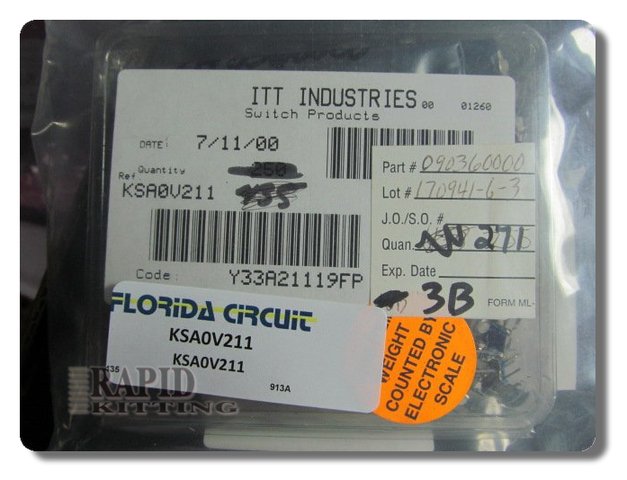 ITT INDUSTRIES 00 01260
Switch Products
DATE: 7/11/00
Quantity 250
Ref
KSA0V211
Code: Y33A21119FP
Part # 090360000
Lot # 170941-6-3
J.O./S.O. #
Quan. 271
Exp. Date
3B FORM ML-
FLORIDA CIRCUIT
KSA0V211
KSA0V211
435 913A
WEIGHT
COUNTED BY
ELECTRONIC
SCALE
RAPID
KITTING